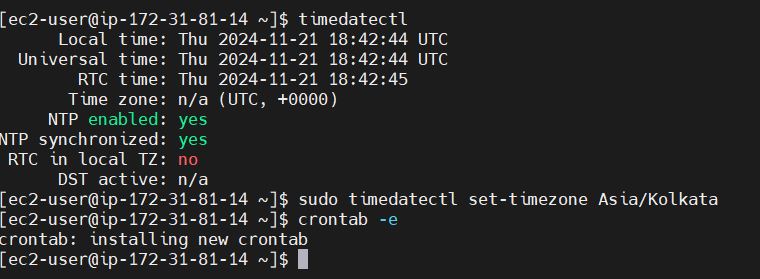 [ec2-user@ip-172-31-81-14 ~]$ timedatectl
Local time: Thu 2024-11-21 18:42:44 UTC
Universal time: Thu 2024-11-21 18:42:44 UTC
RTC time: Thu 2024-11-21 18:42:45
Time zone: n/a (UTC, +0000)
NTP enabled: yes
NTP synchronized: yes
RTC in local TZ: no
DST active: n/a
[ec2-user@ip-172-31-81-14 ~]$ sudo timedatectl set-timezone Asia/Kolkata
[ec2-user@ip-172-31-81-14 ~]$ crontab -e
crontab: installing new crontab
[ec2-user@ip-172-31-81-14 ~]$